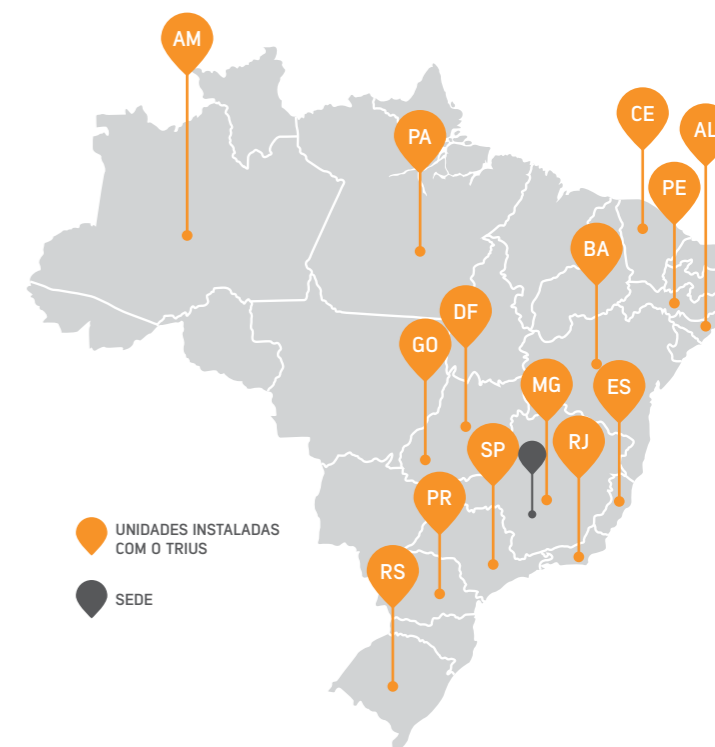 AM
CE
AL
PA
PE
BA
DF
GO
MG
ES
SP
RJ
PR
RS
UNIDADES INSTALADAS
COM O TRIUS
SEDE